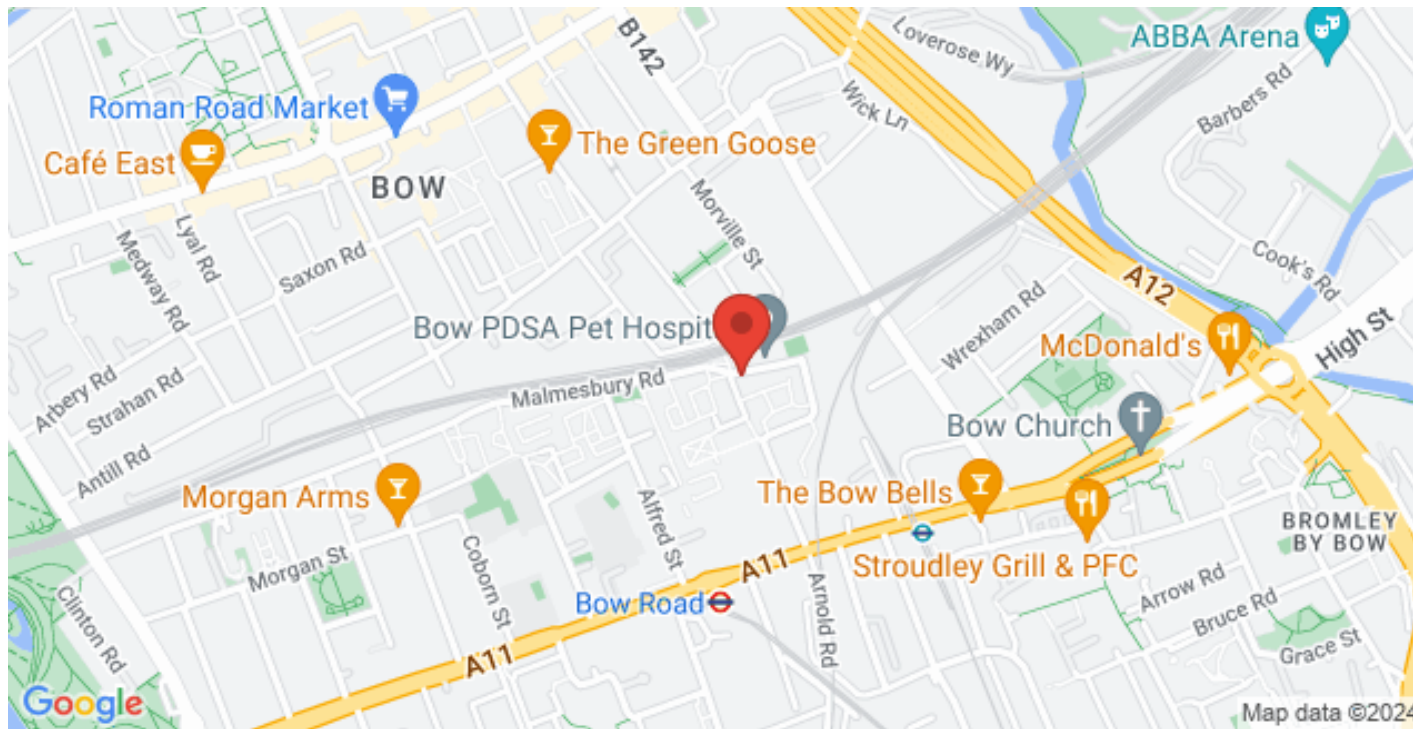 ABBA Arena
Loverose Wy
B142
Barbers Rd
Roman Road Market
Wick Ln
Café East
The Green Goose
BOW
Morville St
Lyal Rd
Medway Rd
Saxon Rd
Cook's Rd
A12
Bow PDSA Pet Hospit
Wrexham Rd
McDonald's
High St
Malmesbury Rd
Arbery Rd
Strahan Rd
Bow Church
Antill Rd
Morgan Arms
The Bow Bells
Alfred St
BROMLEY
BY BOW
Morgan St
Coborn St
A11
Stroudley Grill & PFC
Arrow Rd
Bow Road
Arnold Rd
Bruce Rd
Clinton Rd
Grace St
A11
Google
Map data ©2024